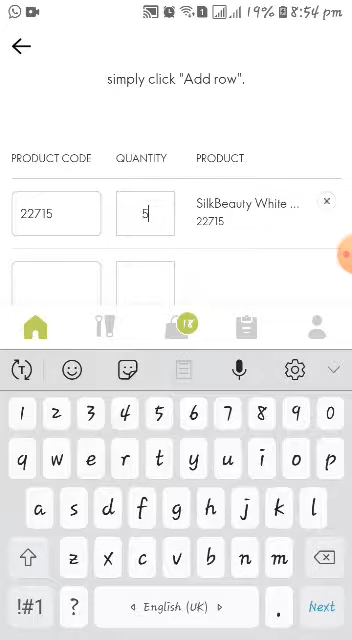 19% 8:54 pm
simply click "Add row".
PRODUCT CODE QUANTITY PRODUCT
22715 5 SilkBeauty White ...
22715
18
1 2 3 4 5 6 7 8 9 0
q w e r t y u i o p
a s d f g h j k l
z x c v b n m
!#1 ? English (UK) . Next